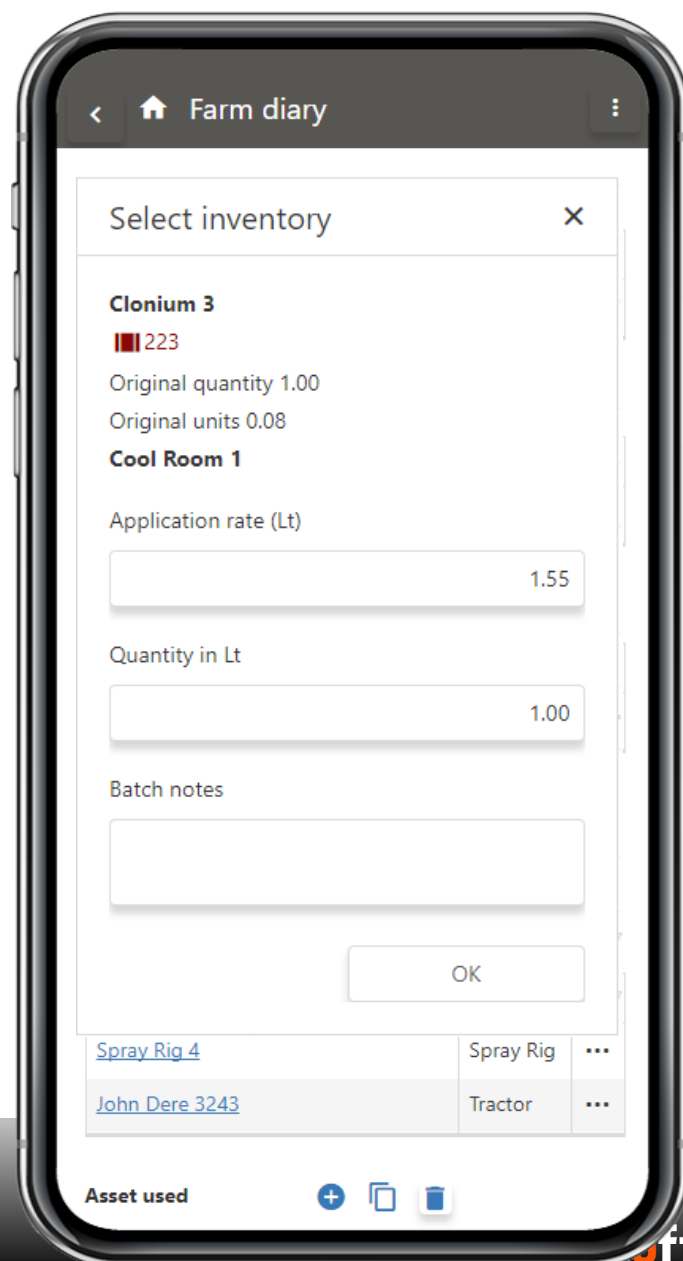 Farm diary
Select inventory
Clonium 3
223
Original quantity 1.00
Original units 0.08
Cool Room 1
Application rate (Lt)
1.55
Quantity in Lt
1.00
Batch notes
OK
Spray Rig 4 Spray Rig
John Dere 3243 Tractor
Asset used